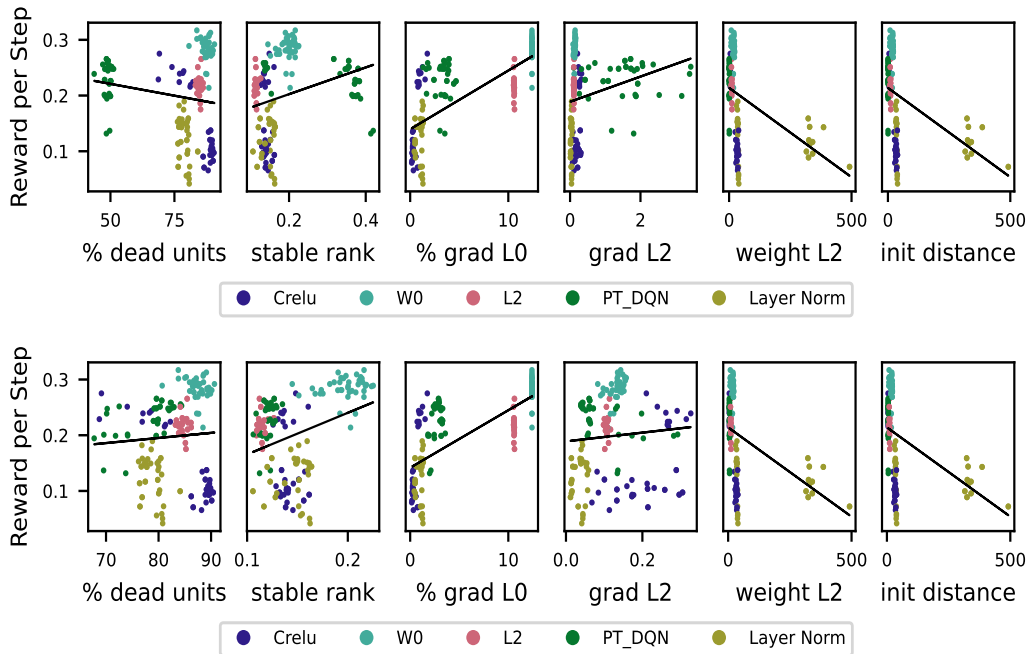 Reward per Step
0.3
0.2
0.1
50 75 0.2 0.4 0 10 0 2 0 500 0 500
% dead units stable rank % grad L0 grad L2 weight L2 init distance
Crelu W0 L2 PT_DQN Layer Norm
Reward per Step
0.3
0.2
0.1
70 80 90 0.1 0.2 0 10 0.0 0.2 0 500 0 500
% dead units stable rank % grad L0 grad L2 weight L2 init distance
Crelu W0 L2 PT_DQN Layer Norm